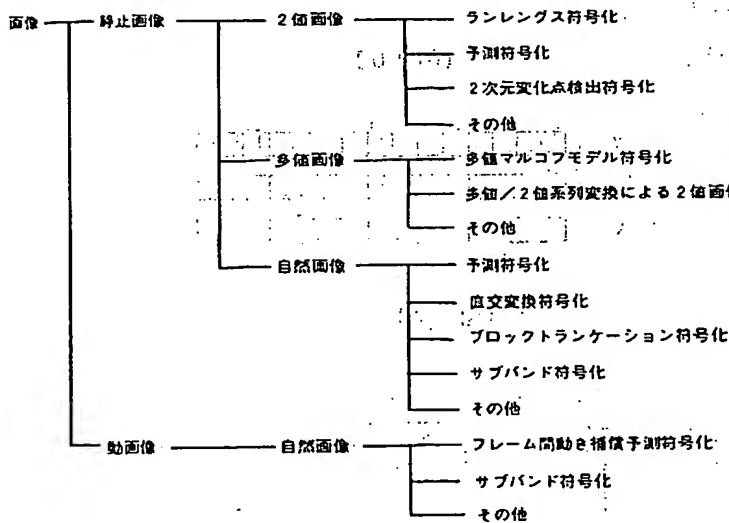 画像 静止画像 2値画像 ランレングス符号化
予測符号化
2次元変化点検出符号化
その他
多値画像 多値マルコフモデル符号化
多値／2値系列変換による2値画
その他
自然画像 予測符号化
直交変換符号化
ブロックトランケーション符号化
サブバンド符号化
その他
動画像 自然画像 フレーム間動き補償予測符号化
サブバンド符号化
その他